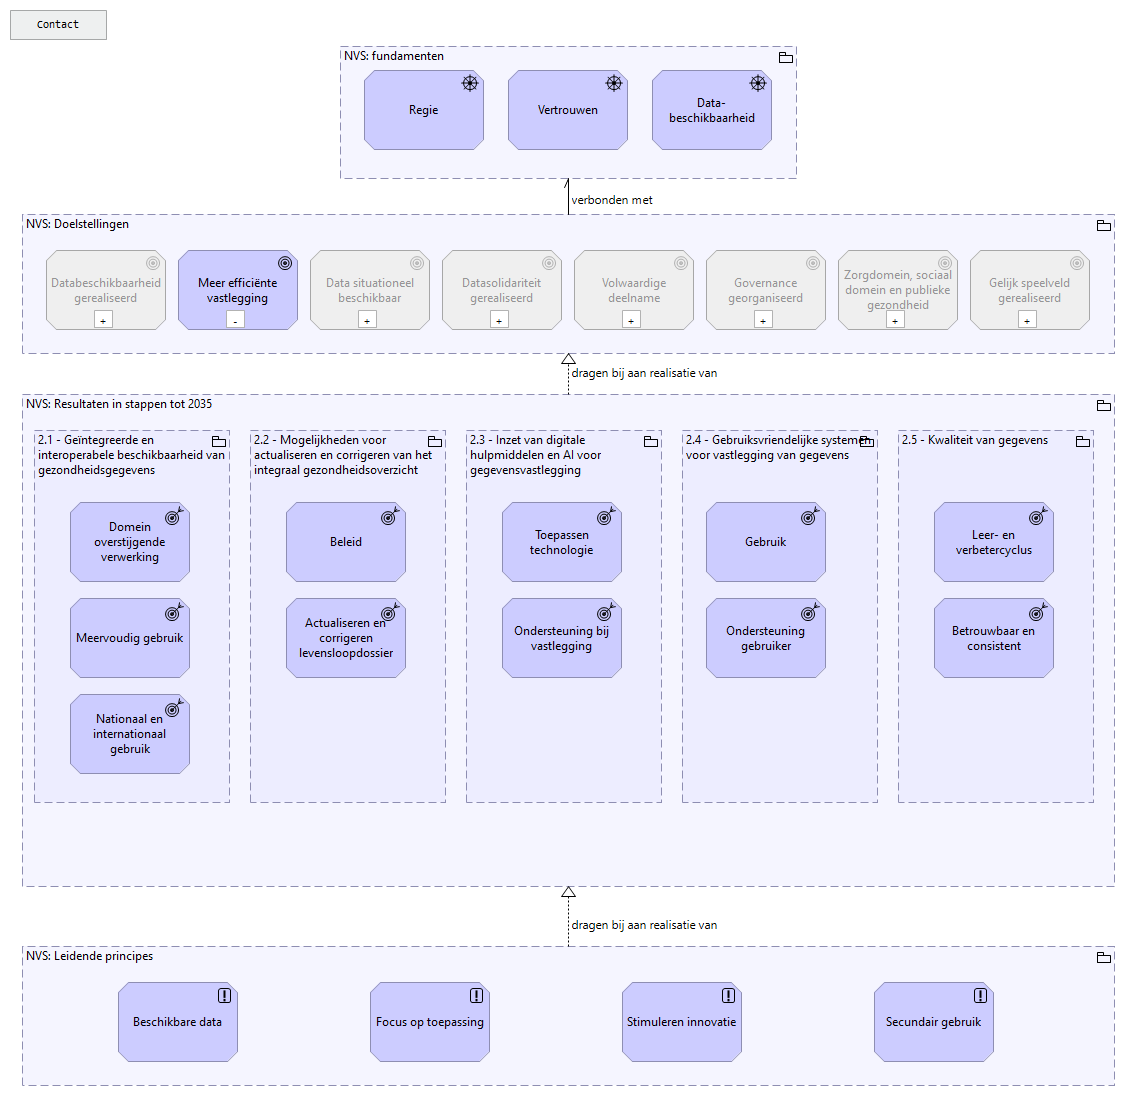 Contact
NVS: fundamenten
Regie
Vertrouwen
Data-
beschikbaarheid
verbonden met
NVS: Doelstellingen
Databeschikbaarheid
gerealiseerd
+
Meer efficiënte
vastlegging
-
Data situationeel
beschikbaar
+
Datasolidariteit
gerealiseerd
+
Volwaardige
deelname
+
Governance
georganiseerd
+
Zorgdomein, sociaal
domein en publieke
gezondheid
+
Gelijk speelveld
gerealiseerd
+
dragen bij aan realisatie van
NVS: Resultaten in stappen tot 2035
2.1 - Geïntegreerde en
interoperabele beschikbaarheid van
gezondheidsgegevens
Domein
overstijgende
verwerking
Meervoudig gebruik
Nationaal en
internationaal
gebruik
2.2 - Mogelijkheden voor
actualiseren en corrigeren van het
integraal gezondheidsoverzicht
Beleid
Actualiseren en
corrigeren
levensloopdossier
2.3 - Inzet van digitale
hulpmiddelen en AI voor
gegevensvastlegging
Toepassen
technologie
Ondersteuning bij
vastlegging
2.4 - Gebruiksvriendelijke systemen
voor vastlegging van gegevens
Gebruik
Ondersteuning
gebruiker
2.5 - Kwaliteit van gegevens
Leer- en
verbetercyclus
Betrouwbaar en
consistent
dragen bij aan realisatie van
NVS: Leidende principes
Beschikbare data
Focus op toepassing
Stimuleren innovatie
Secundair gebruik